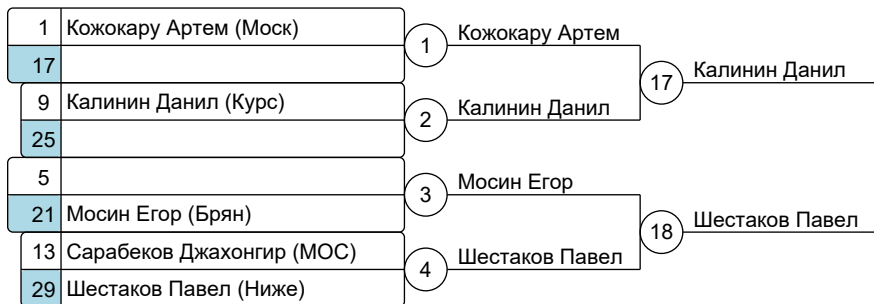 1 Кожокару Артем (Моск)
17
1 Кожокару Артем
9 Калинин Данил (Курс)
25
2 Калинин Данил
17 Калинин Данил
5
21 Мосин Егор (Брян)
3 Мосин Егор
13 Сарабеков Джахонгир (МОС)
29 Шестаков Павел (Ниже)
4 Шестаков Павел
18 Шестаков Павел